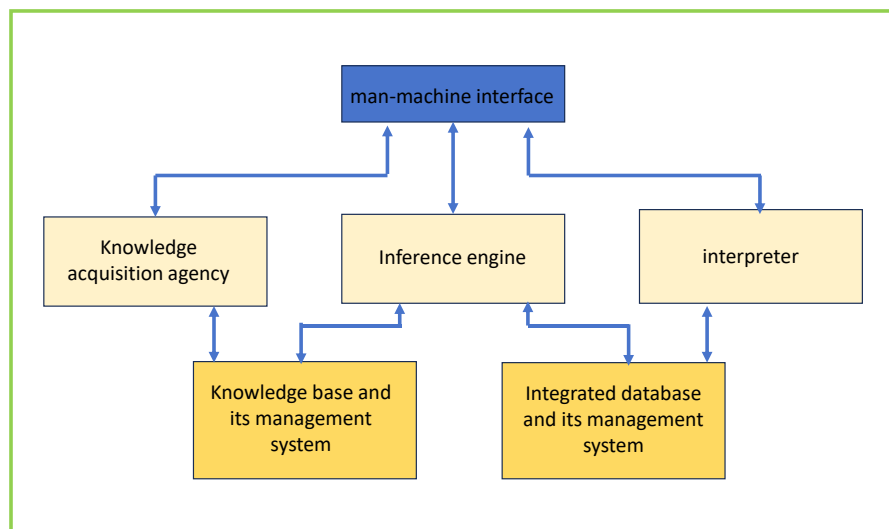 man-machine interface
Knowledge
acquisition agency
Inference engine
interpreter
Knowledge base and
its management
system
Integrated database
and its management
system